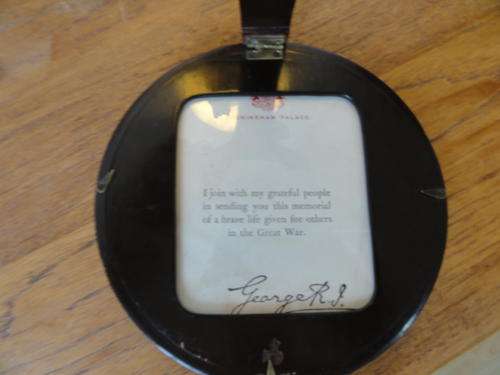 BUCKINGHAM PALACE
I join with my grateful people
in sending you this memorial
of a brave life given for others
in the Great War.
George R.I.